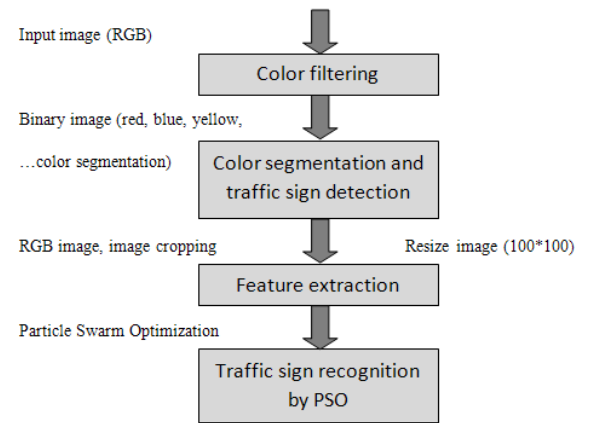 Input image (RGB)
Color filtering
Binary image (red, blue, yellow,
…color segmentation)
Color segmentation and
traffic sign detection
RGB image, image cropping
Resize image (100*100)
Feature extraction
Particle Swarm Optimization
Traffic sign recognition
by PSO